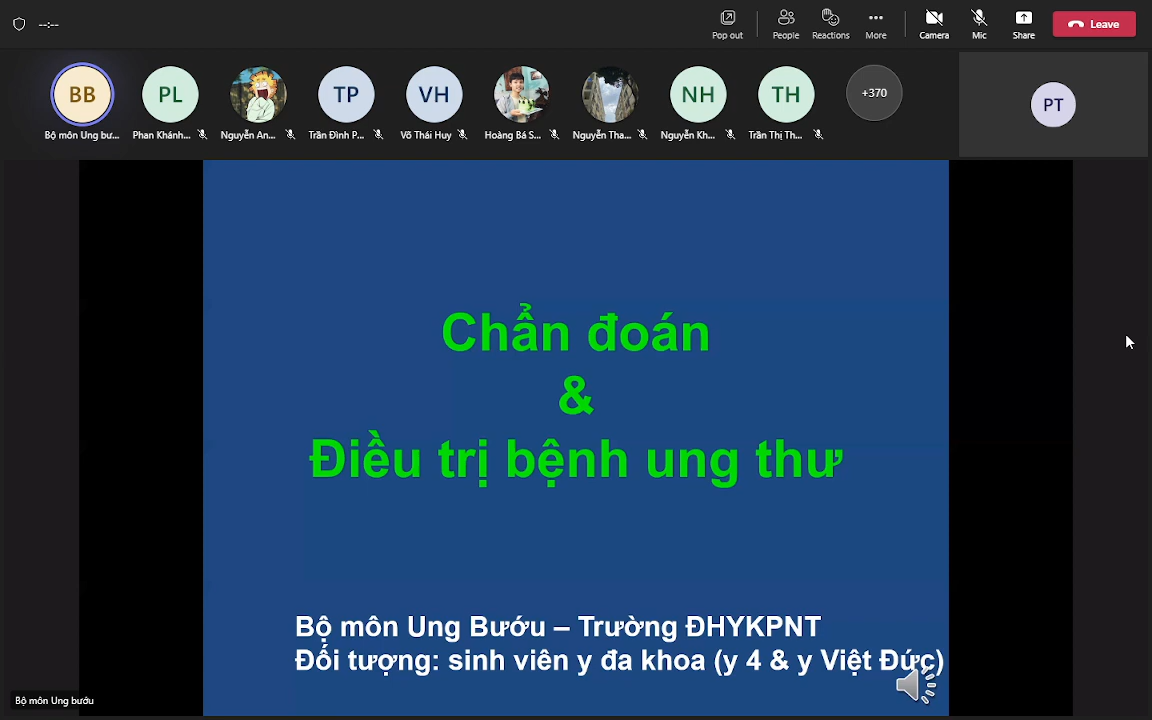 --:--
Pop out
People
Reactions
More
Camera
Mic
Share
Leave
BB
PL
TP
VH
NH
TH
+370
PT
Bộ môn Ung bư...
Phan Khánh...
Nguyễn An...
Trần Đình P...
Võ Thái Huy
Hoàng Bá S...
Nguyễn Tha...
Nguyễn Kh...
Trần Thị Th...
Chẩn đoán
&
Điều trị bệnh ung thư
Bộ môn Ung Bướu – Trường ĐHYKPNT
Đối tượng: sinh viên y đa khoa (y 4 & y Việt Đức)
Bộ môn Ung bướu